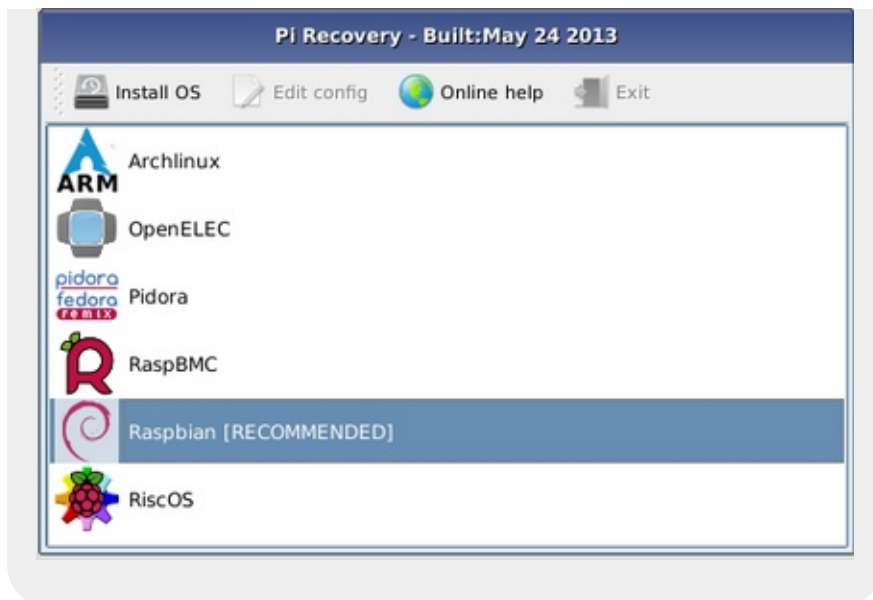 Pi Recovery - Built:May 24 2013
Install OS Edit config Online help Exit
ARM Archlinux
OpenELEC
pidora
fedora
remix
Pidora
RaspBMC
Raspbian [RECOMMENDED]
RiscOS